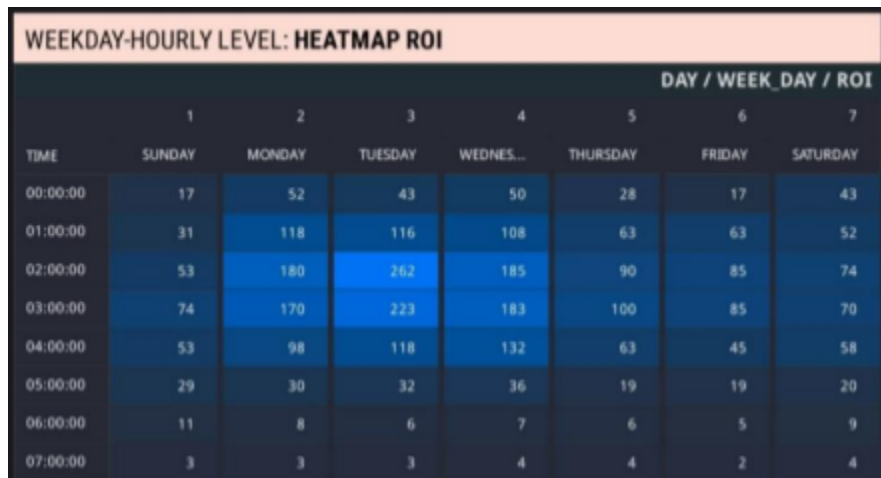 WEEKDAY-HOURLY LEVEL: HEATMAP ROI
DAY / WEEK_DAY / ROI
1 2 3 4 5 6 7
TIME SUNDAY MONDAY TUESDAY WEDNES... THURSDAY FRIDAY SATURDAY
00:00:00 17 52 43 50 28 17 43
01:00:00 31 118 116 108 63 63 52
02:00:00 53 180 262 185 90 85 74
03:00:00 74 170 223 183 100 85 70
04:00:00 53 98 118 132 63 45 58
05:00:00 29 30 32 36 19 19 20
06:00:00 11 8 6 7 6 5 9
07:00:00 3 3 3 4 4 2 4